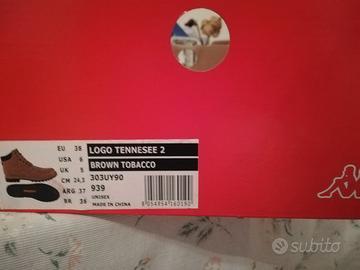 EU 38
USA 6
UK 5
CM 24,3
ARG 37
BR 36
LOGO TENNESEE 2
BROWN TOBACCO
303UY90
939
UNISEX
MADE IN CHINA
subito